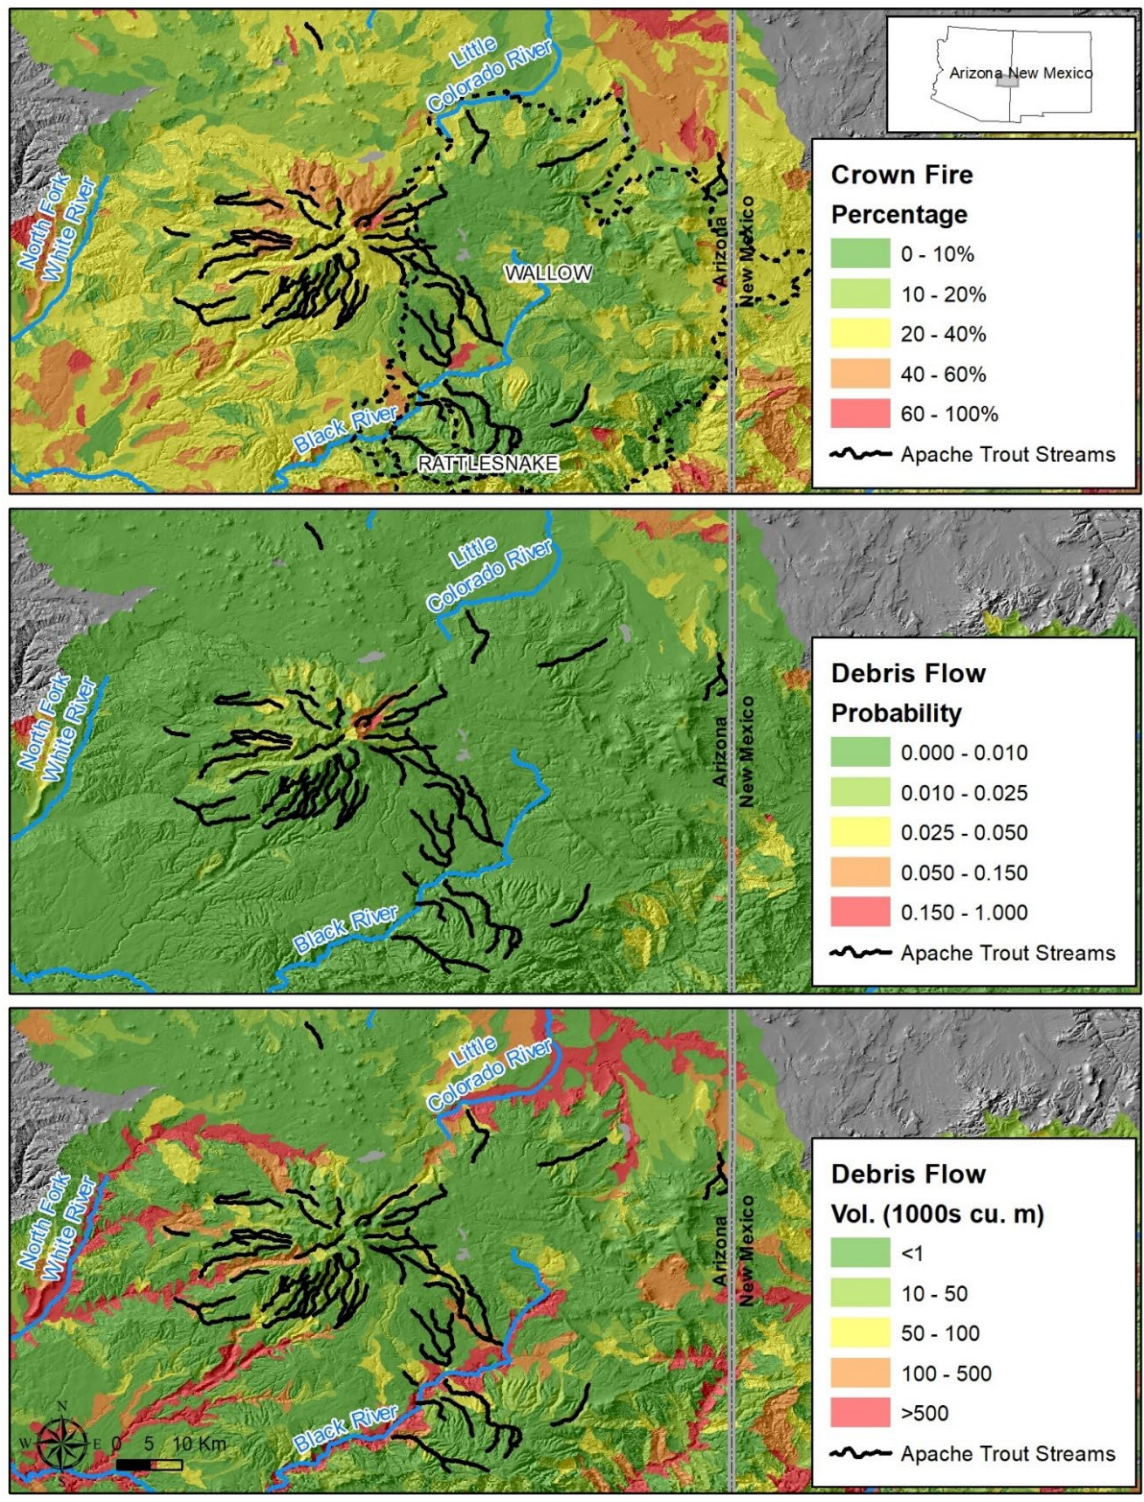 Little
Colorado River
Arizona New Mexico
North Fork
White River
WALLOW
Arizona
New Mexico
Black River
RATTLESNAKE
Crown Fire
Percentage
0 - 10%
10 - 20%
20 - 40%
40 - 60%
60 - 100%
Apache Trout Streams
Little
Colorado River
North Fork
White River
Arizona
New Mexico
Black River
Debris Flow
Probability
0.000 - 0.010
0.010 - 0.025
0.025 - 0.050
0.050 - 0.150
0.150 - 1.000
Apache Trout Streams
Little
Colorado River
North Fork
White River
Arizona
New Mexico
Black River
N
W E
S
0 5 10 Km
Debris Flow
Vol. (1000s cu. m)
<1
10 - 50
50 - 100
100 - 500
>500
Apache Trout Streams